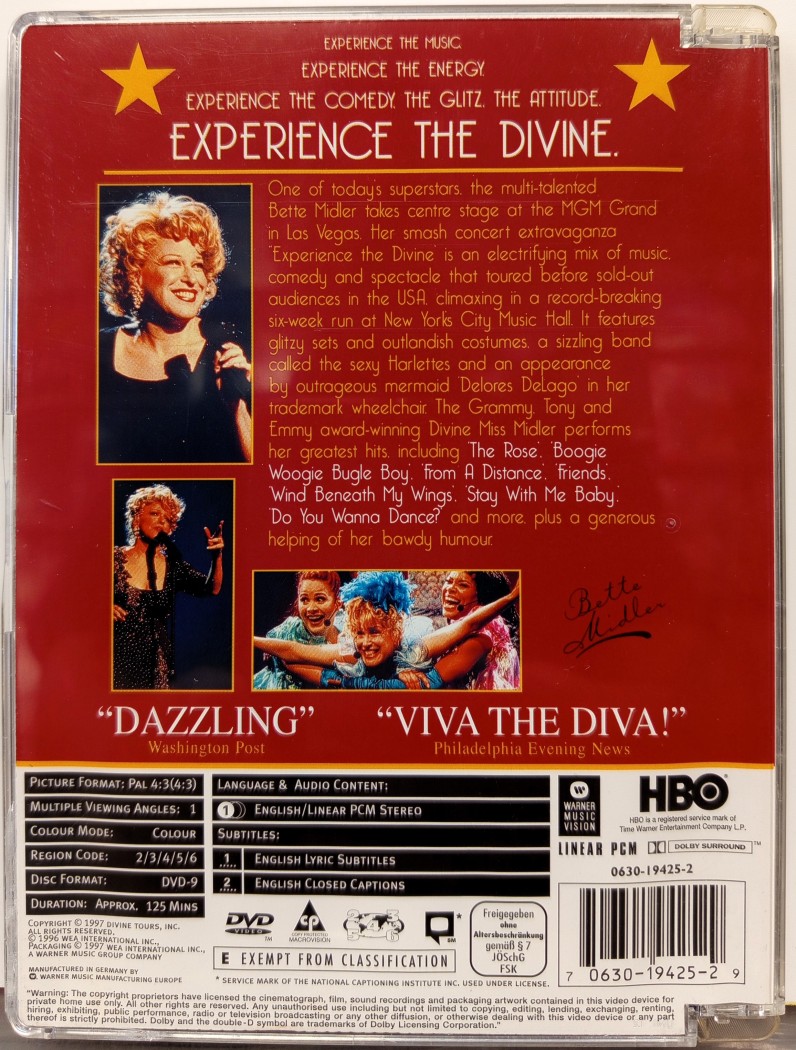 EXPERIENCE THE MUSIC.
EXPERIENCE THE ENERGY.
EXPERIENCE THE COMEDY. THE GLITZ. THE ATTITUDE.
EXPERIENCE THE DIVINE.
One of today's superstars, the multi-talented
Bette Midler takes centre stage at the MGM Grand
in Las Vegas. Her smash concert extravaganza
'Experience the Divine' is an electrifying mix of music,
comedy and spectacle that toured before sold-out
audiences in the USA, climaxing in a record-breaking
six-week run at New York's City Music Hall. It features
glitzy sets and outlandish costumes, a sizzling band
called the sexy Harlettes and an appearance
by outrageous mermaid 'Delores DeLago' in her
trademark wheelchair. The Grammy, Tony and
Emmy award-winning Divine Miss Midler performs
her greatest hits, including 'The Rose', 'Boogie
Woogie Bugle Boy', 'From A Distance', 'Friends',
'Wind Beneath My Wings', 'Stay With Me Baby',
'Do You Wanna Dance?' and more, plus a generous
helping of her bawdy humour.
Bette
Midler
"DAZZLING"
Washington Post
"VIVA THE DIVA!"
Philadelphia Evening News
PICTURE FORMAT: PAL 4:3(4:3)
MULTIPLE VIEWING ANGLES: 1
COLOUR MODE: COLOUR
REGION CODE: 2/3/4/5/6
DISC FORMAT: DVD-9
DURATION: APPROX. 125 MINS
LANGUAGE & AUDIO CONTENT:
1 ENGLISH/LINEAR PCM STEREO
SUBTITLES:
1 ENGLISH LYRIC SUBTITLES
2 ENGLISH CLOSED CAPTIONS
WARNER
MUSIC
VISION
HBO
HBO is a registered service mark of
Time Warner Entertainment Company L.P.
LINEAR PCM DOLBY SURROUND™
0630-19425-2
COPYRIGHT © 1997 DIVINE TOURS, INC.
ALL RIGHTS RESERVED.
© 1996 WEA INTERNATIONAL INC.,
PACKAGING © 1997 WEA INTERNATIONAL INC.,
A WARNER MUSIC GROUP COMPANY
MANUFACTURED IN GERMANY BY
WARNER MUSIC MANUFACTURING EUROPE
DVD
VIDEO™
CP
COPY PROTECTED
MACROVISION
* SM
E EXEMPT FROM CLASSIFICATION
Freigegeben
ohne
Altersbeschränkung
gemäß § 7
JÖSchG
FSK
* SERVICE MARK OF THE NATIONAL CAPTIONING INSTITUTE INC. USED UNDER LICENSE.
7 0630-19425-2 9
"Warning: The copyright proprietors have licensed the cinematograph, film, sound recordings and packaging artwork contained in this video device for
private home use only. All other rights are reserved. Any unauthorised use including but not limited to copying, editing, lending, exchanging, renting,
hiring, exhibiting, public performance, radio or television broadcasting or any other diffusion, or otherwise dealing with this video device or any part
thereof is strictly prohibited. Dolby and the double-D symbol are trademarks of Dolby Licensing Corporation."